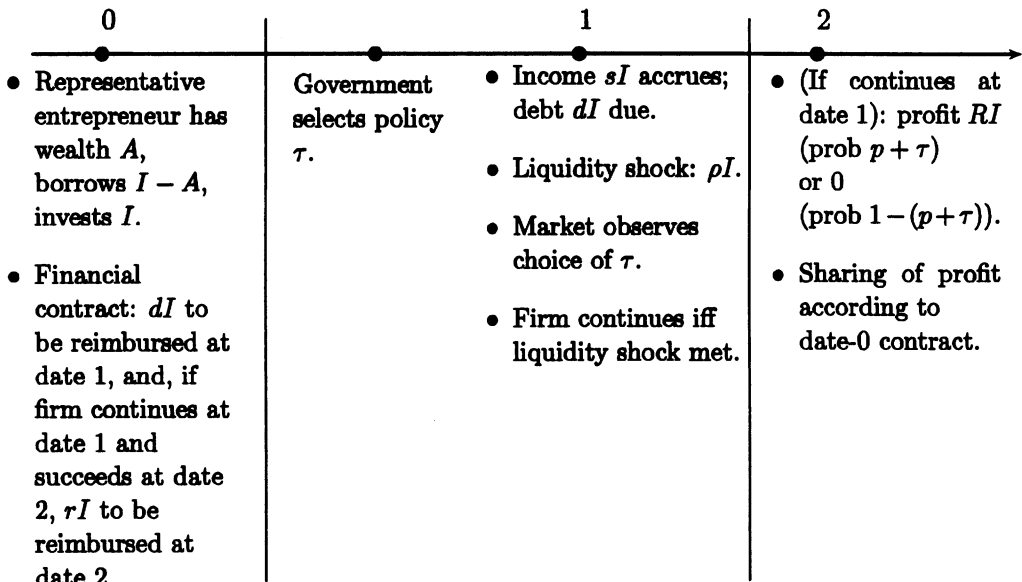 0
1
2
• Representative
entrepreneur has
wealth A,
borrows I − A,
invests I.
• Financial
contract: dI to
be reimbursed at
date 1, and, if
firm continues at
date 1 and
succeeds at date
2, rI to be
reimbursed at
date 2
Government
selects policy
τ.
• Income sI accrues;
debt dI due.
• Liquidity shock: ρI.
• Market observes
choice of τ.
• Firm continues iff
liquidity shock met.
• (If continues at
date 1): profit RI
(prob p + τ)
or 0
(prob 1−(p+τ)).
• Sharing of profit
according to
date-0 contract.